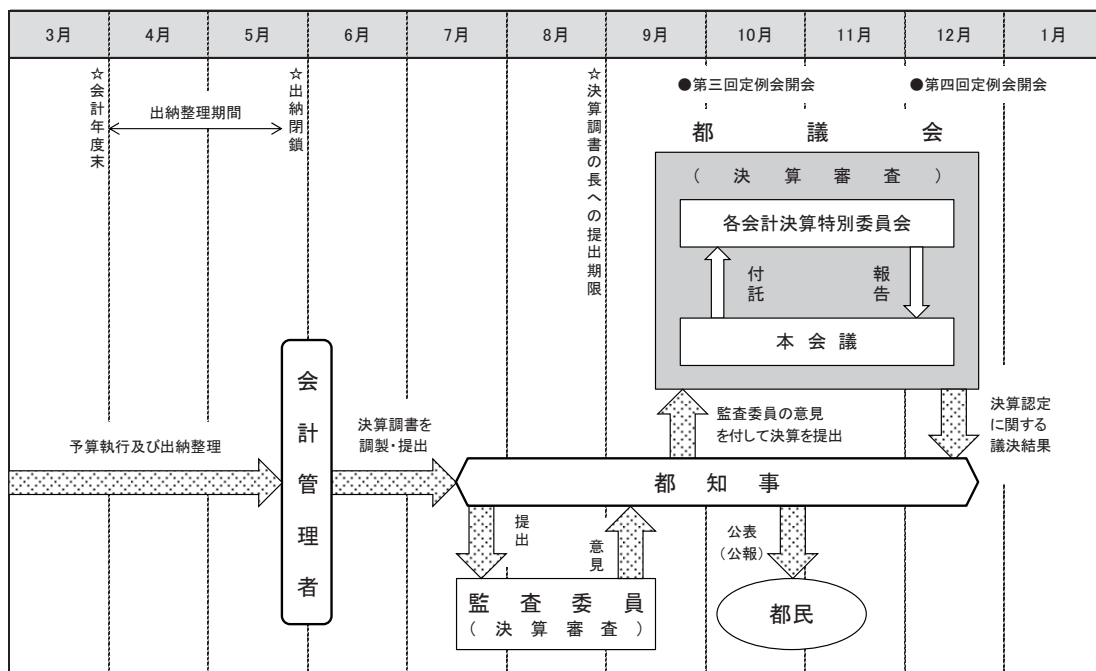 3月 4月 5月 6月 7月 8月 9月 10月 11月 12月 1月
☆会計年度末
出納整理期間
☆出納閉鎖
☆決算調書の長への提出期限
●第三回定例会開会
●第四回定例会開会
都議会
(決算審査)
各会計決算特別委員会
付託
報告
本会議
会計管理者
予算執行及び出納整理
決算調書を
調製・提出
監査委員の意見
を付して決算を提出
決算認定
に関する
議決結果
都知事
提出
意見
公表
(公報)
監査委員
(決算審査)
都民